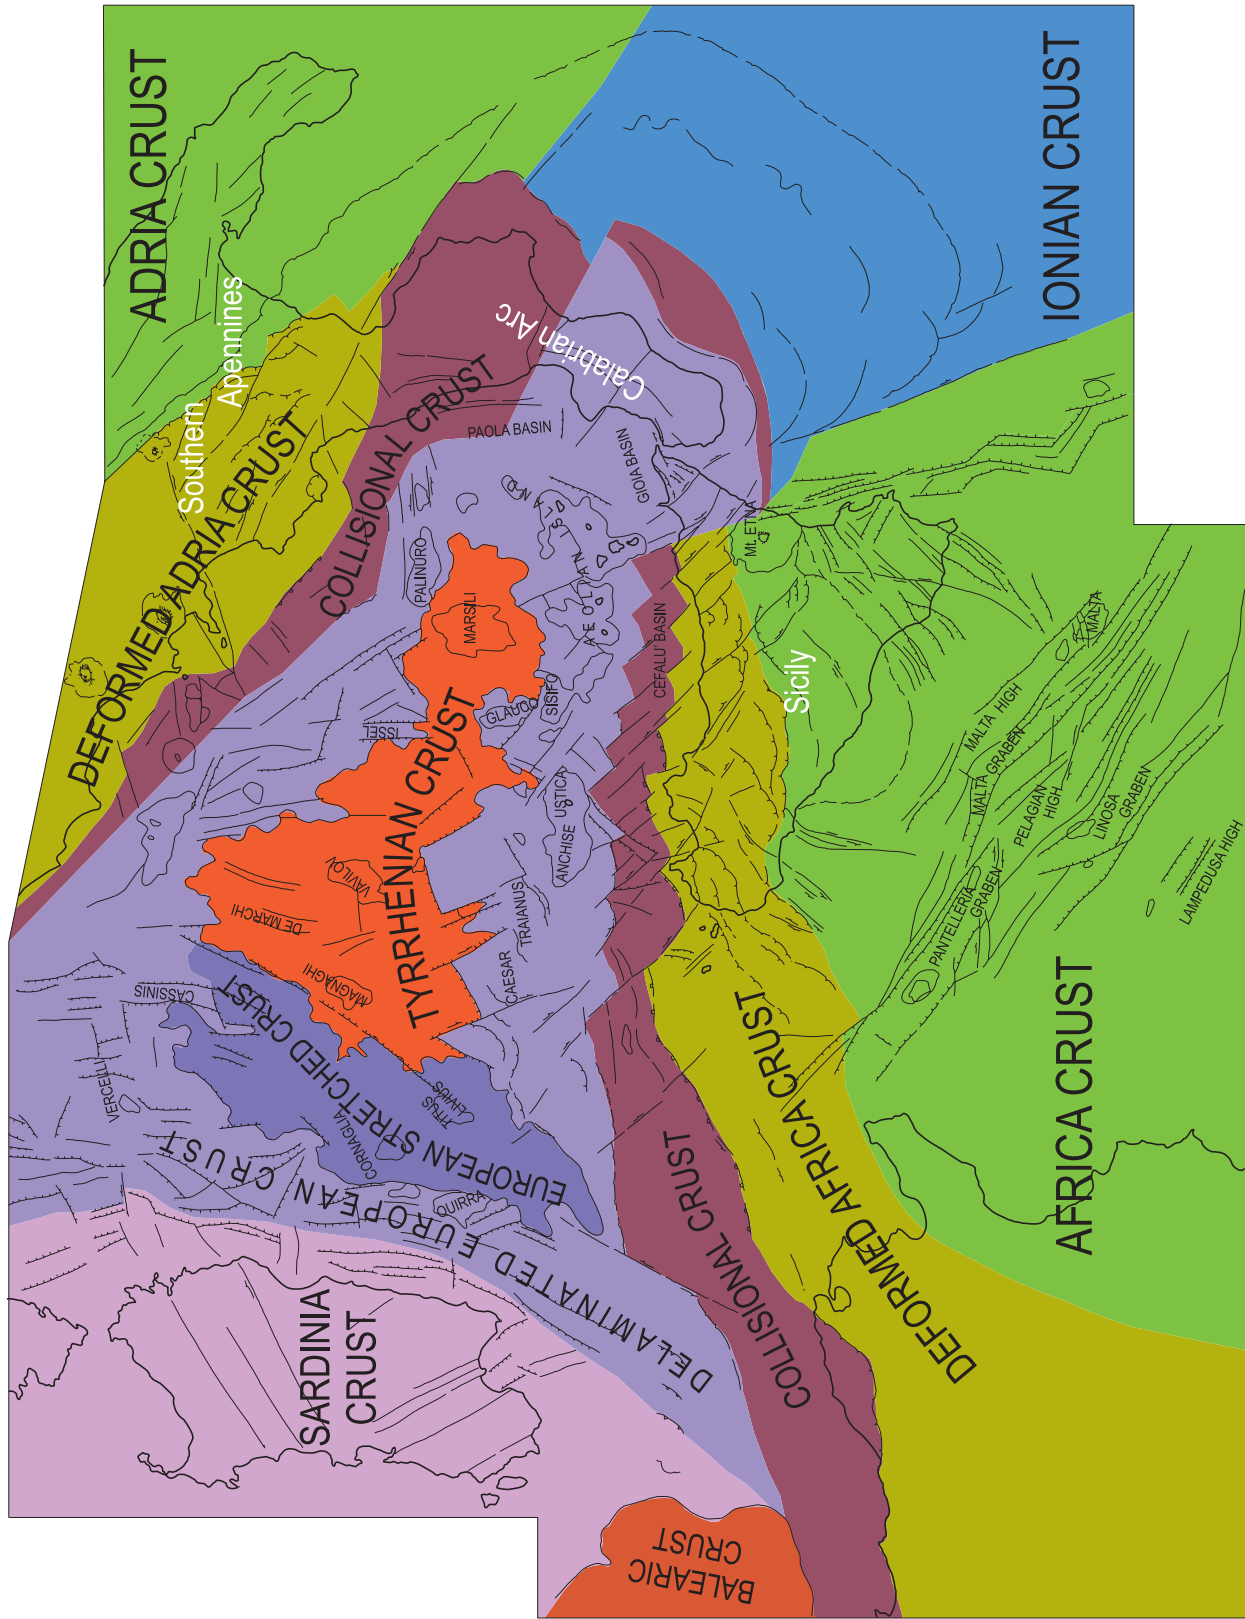 ADRIA CRUST
IONIAN CRUST
Southern
Apennines
Calabrian Arc
DEFORMED ADRIA CRUST
COLLISIONAL CRUST
PAOLA BASIN
GIOIA BASIN
PALINURO
MARSILI
AEOLIAN ISLAND
Mt. ETNA
CEFALU' BASIN
Sicily
MALTA
ISSEL
GLAUCO
SISIFO
TYRRHENIAN CRUST
USTICA
ANCHISE
VAVILOV
DE MARCHI
MAGNAGHI
TRAIANUS
CAESAR
MALTA HIGH
MALTA GRABEN
PELAGIAN
HIGH
LINOSA
GRABEN
LAMPEDUSA HIGH
PANTELLERIA
GRABEN
CASSINIS
VERCELLI
EUROPEAN STRETCHED CRUST
TITUS
LIVIUS
CORNAGLIA
QUIRRA
DELAMINATED EUROPEAN CRUST
COLLISIONAL CRUST
DEFORMED AFRICA CRUST
AFRICA CRUST
SARDINIA
CRUST
BALEARIC
CRUST